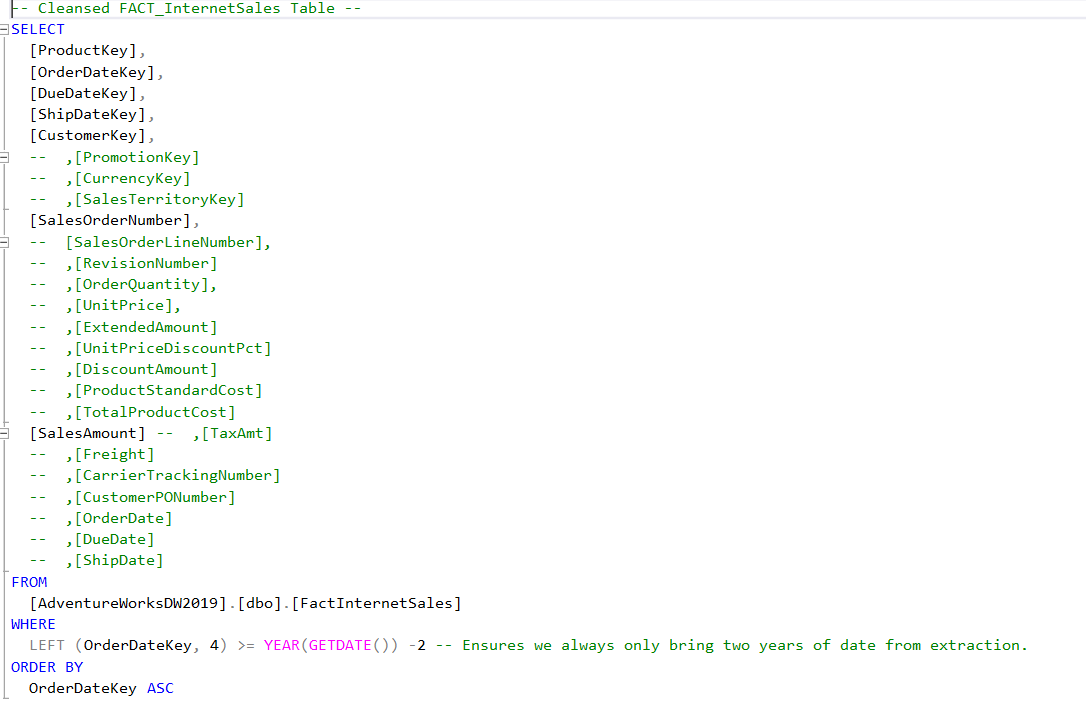 -- Cleansed FACT_InternetSales Table --
SELECT
[ProductKey],
[OrderDateKey],
[DueDateKey],
[ShipDateKey],
[CustomerKey],
-- ,[PromotionKey]
-- ,[CurrencyKey]
-- ,[SalesTerritoryKey]
[SalesOrderNumber],
-- [SalesOrderLineNumber],
-- ,[RevisionNumber]
-- ,[OrderQuantity],
-- ,[UnitPrice],
-- ,[ExtendedAmount]
-- ,[UnitPriceDiscountPct]
-- ,[DiscountAmount]
-- ,[ProductStandardCost]
-- ,[TotalProductCost]
[SalesAmount] -- ,[TaxAmt]
-- ,[Freight]
-- ,[CarrierTrackingNumber]
-- ,[CustomerPONumber]
-- ,[OrderDate]
-- ,[DueDate]
-- ,[ShipDate]
FROM
[AdventureWorksDW2019].[dbo].[FactInternetSales]
WHERE
LEFT (OrderDateKey, 4) >= YEAR(GETDATE()) -2 -- Ensures we always only bring two years of date from extraction.
ORDER BY
OrderDateKey ASC